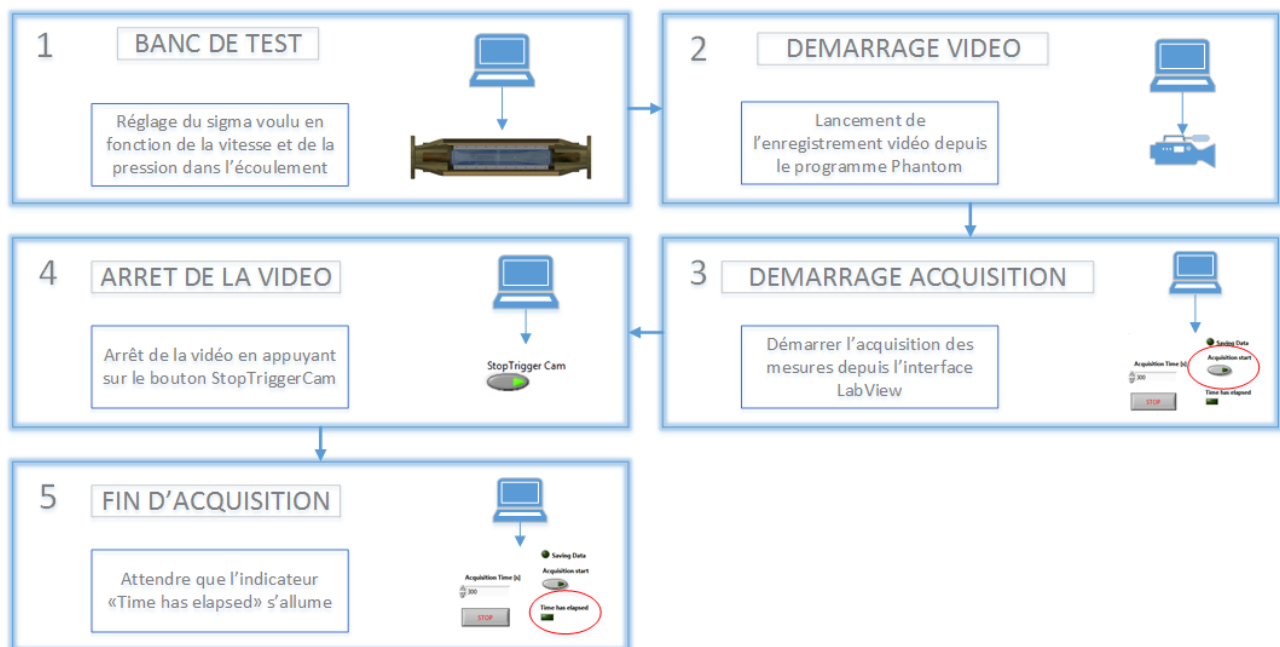 1
BANC DE TEST
Réglage du sigma voulu en
fonction de la vitesse et de la
pression dans l'écoulement
2
DEMARRAGE VIDEO
Lancement de
l'enregistrement vidéo depuis
le programme Phantom
3
DEMARRAGE ACQUISITION
Démarrer l'acquisition des
mesures depuis l'interface
LabView
Saving Data
Acquisition Time [s]
Acquisition start
300
Time has elapsed
STOP
4
ARRET DE LA VIDEO
Arrêt de la vidéo en appuyant
sur le bouton StopTriggerCam
StopTrigger Cam
5
FIN D'ACQUISITION
Attendre que l'indicateur
«Time has elapsed» s'allume
Saving Data
Acquisition Time [s]
Acquisition start
300
Time has elapsed
STOP